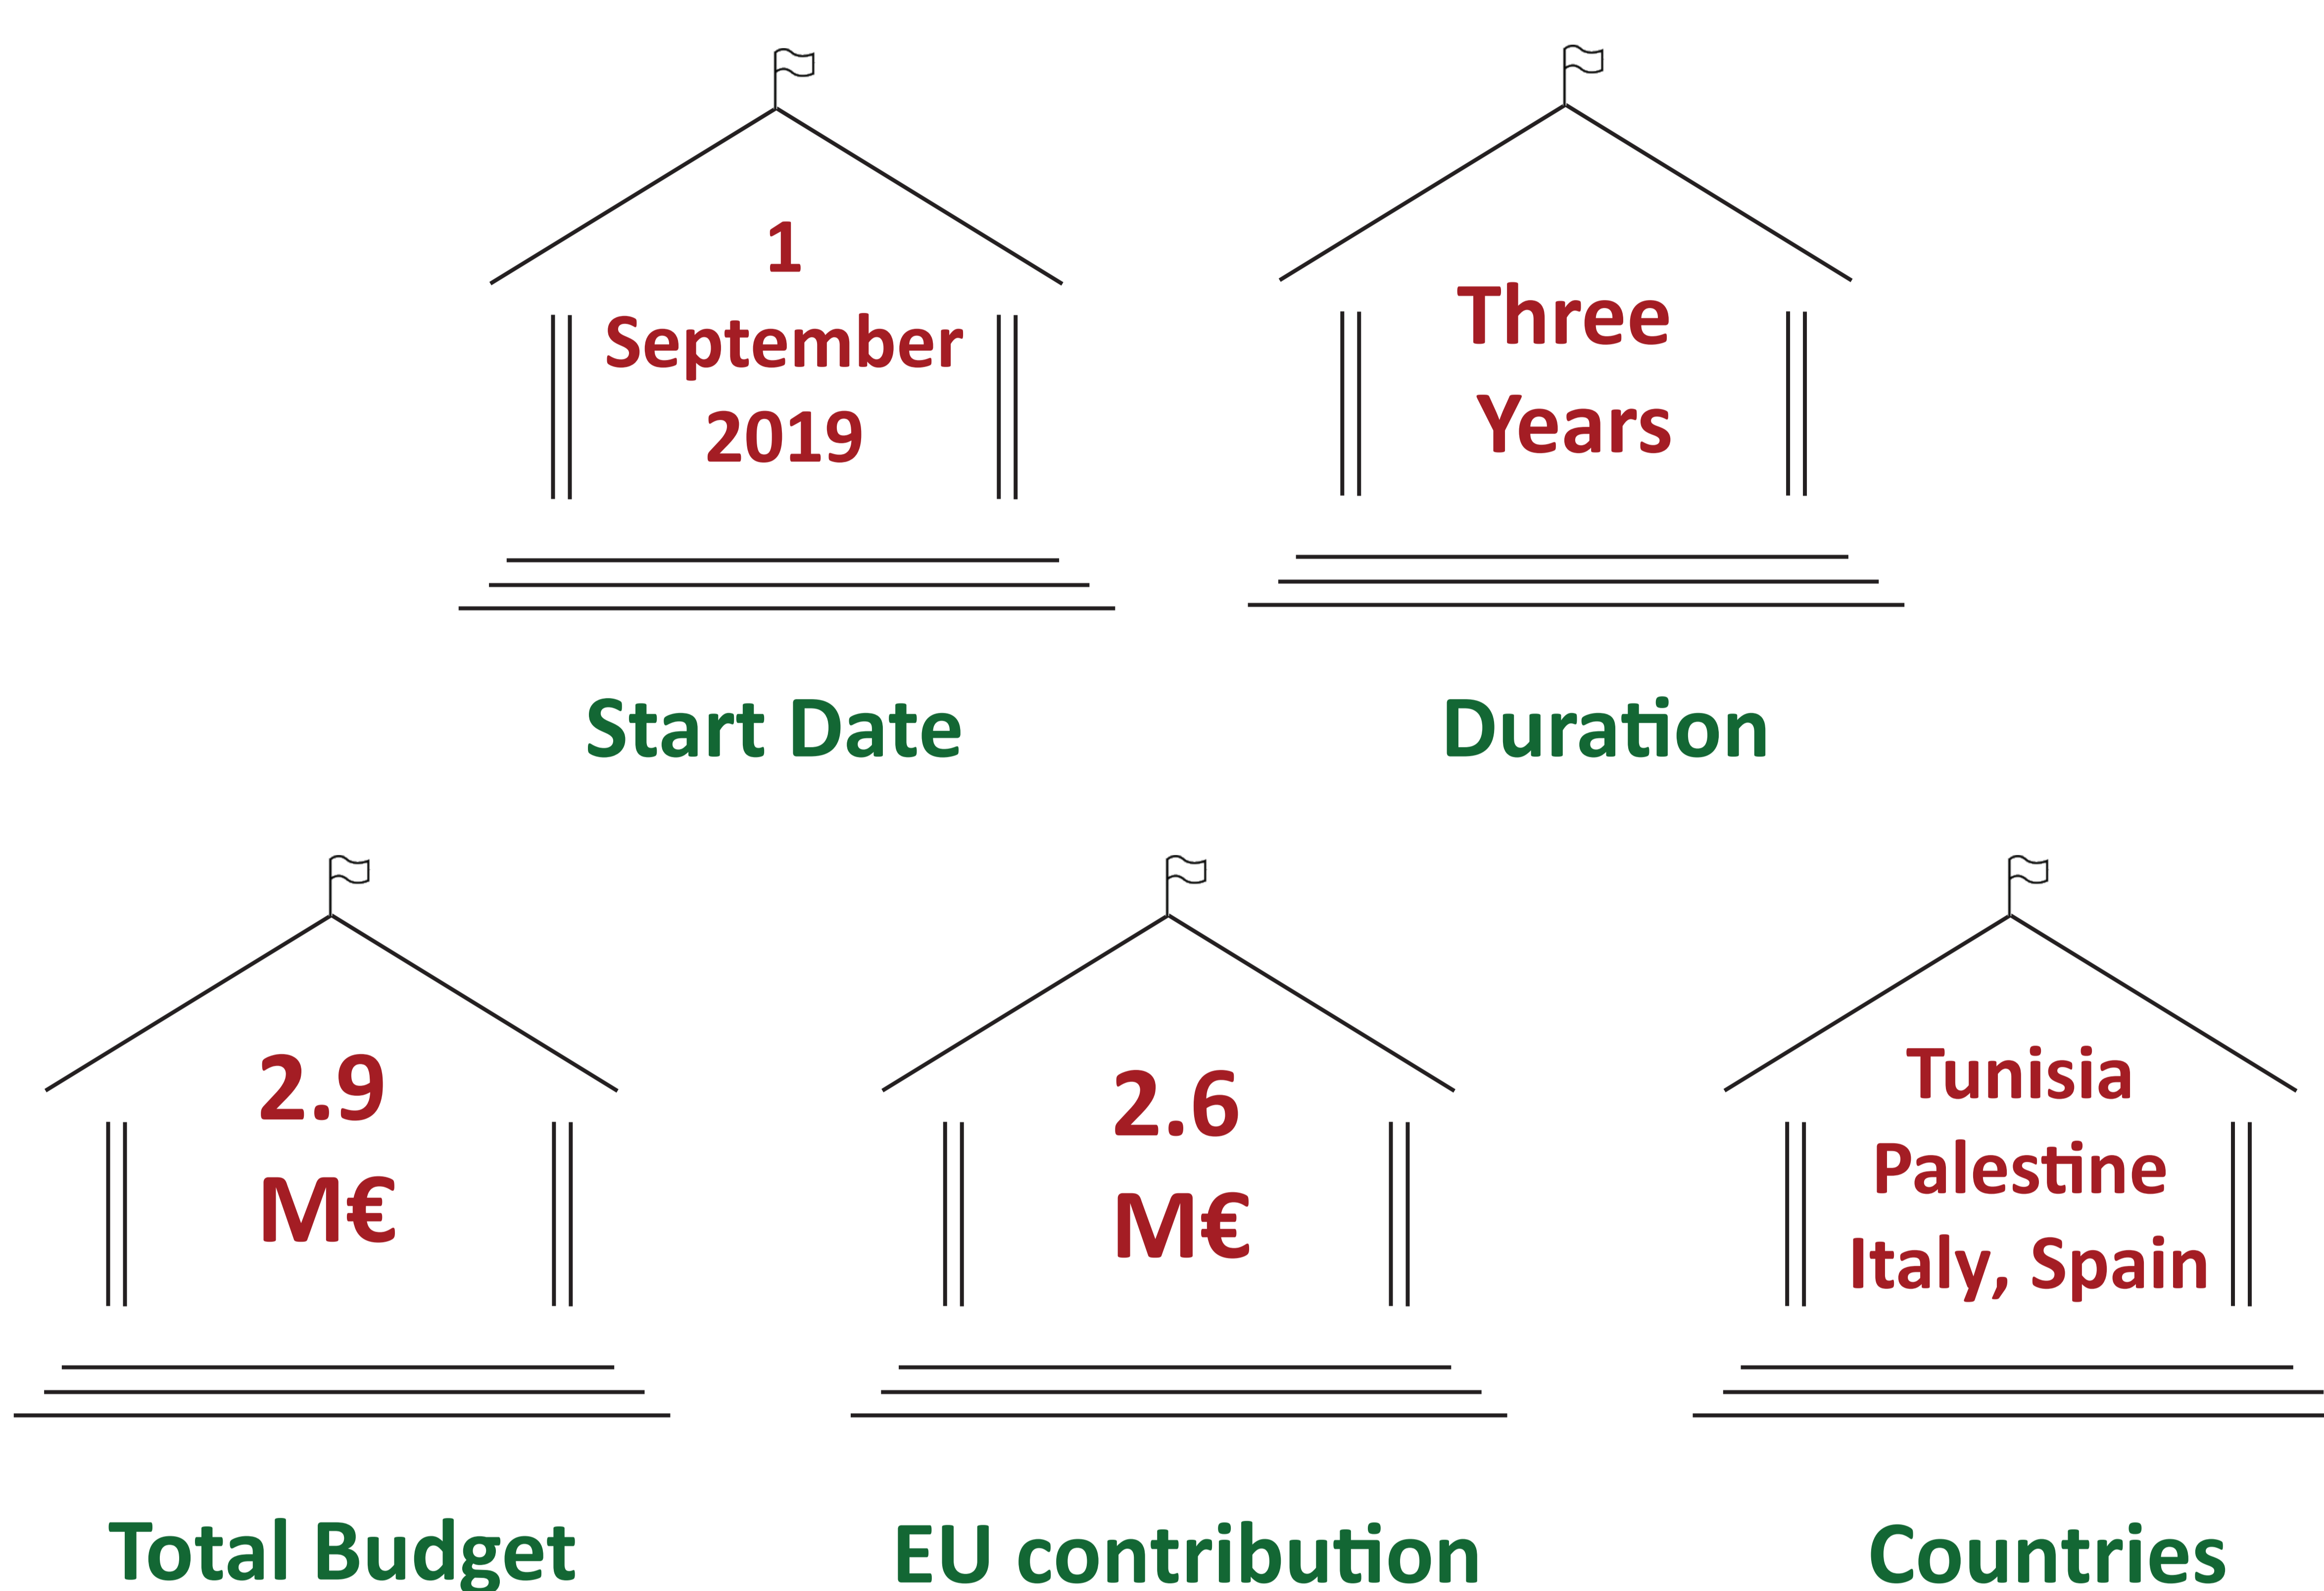 1
September
2019
Start Date
Three
Years
Duration
2.9
M€
Total Budget
2.6
M€
EU contribution
Tunisia
Palestine
Italy, Spain
Countries